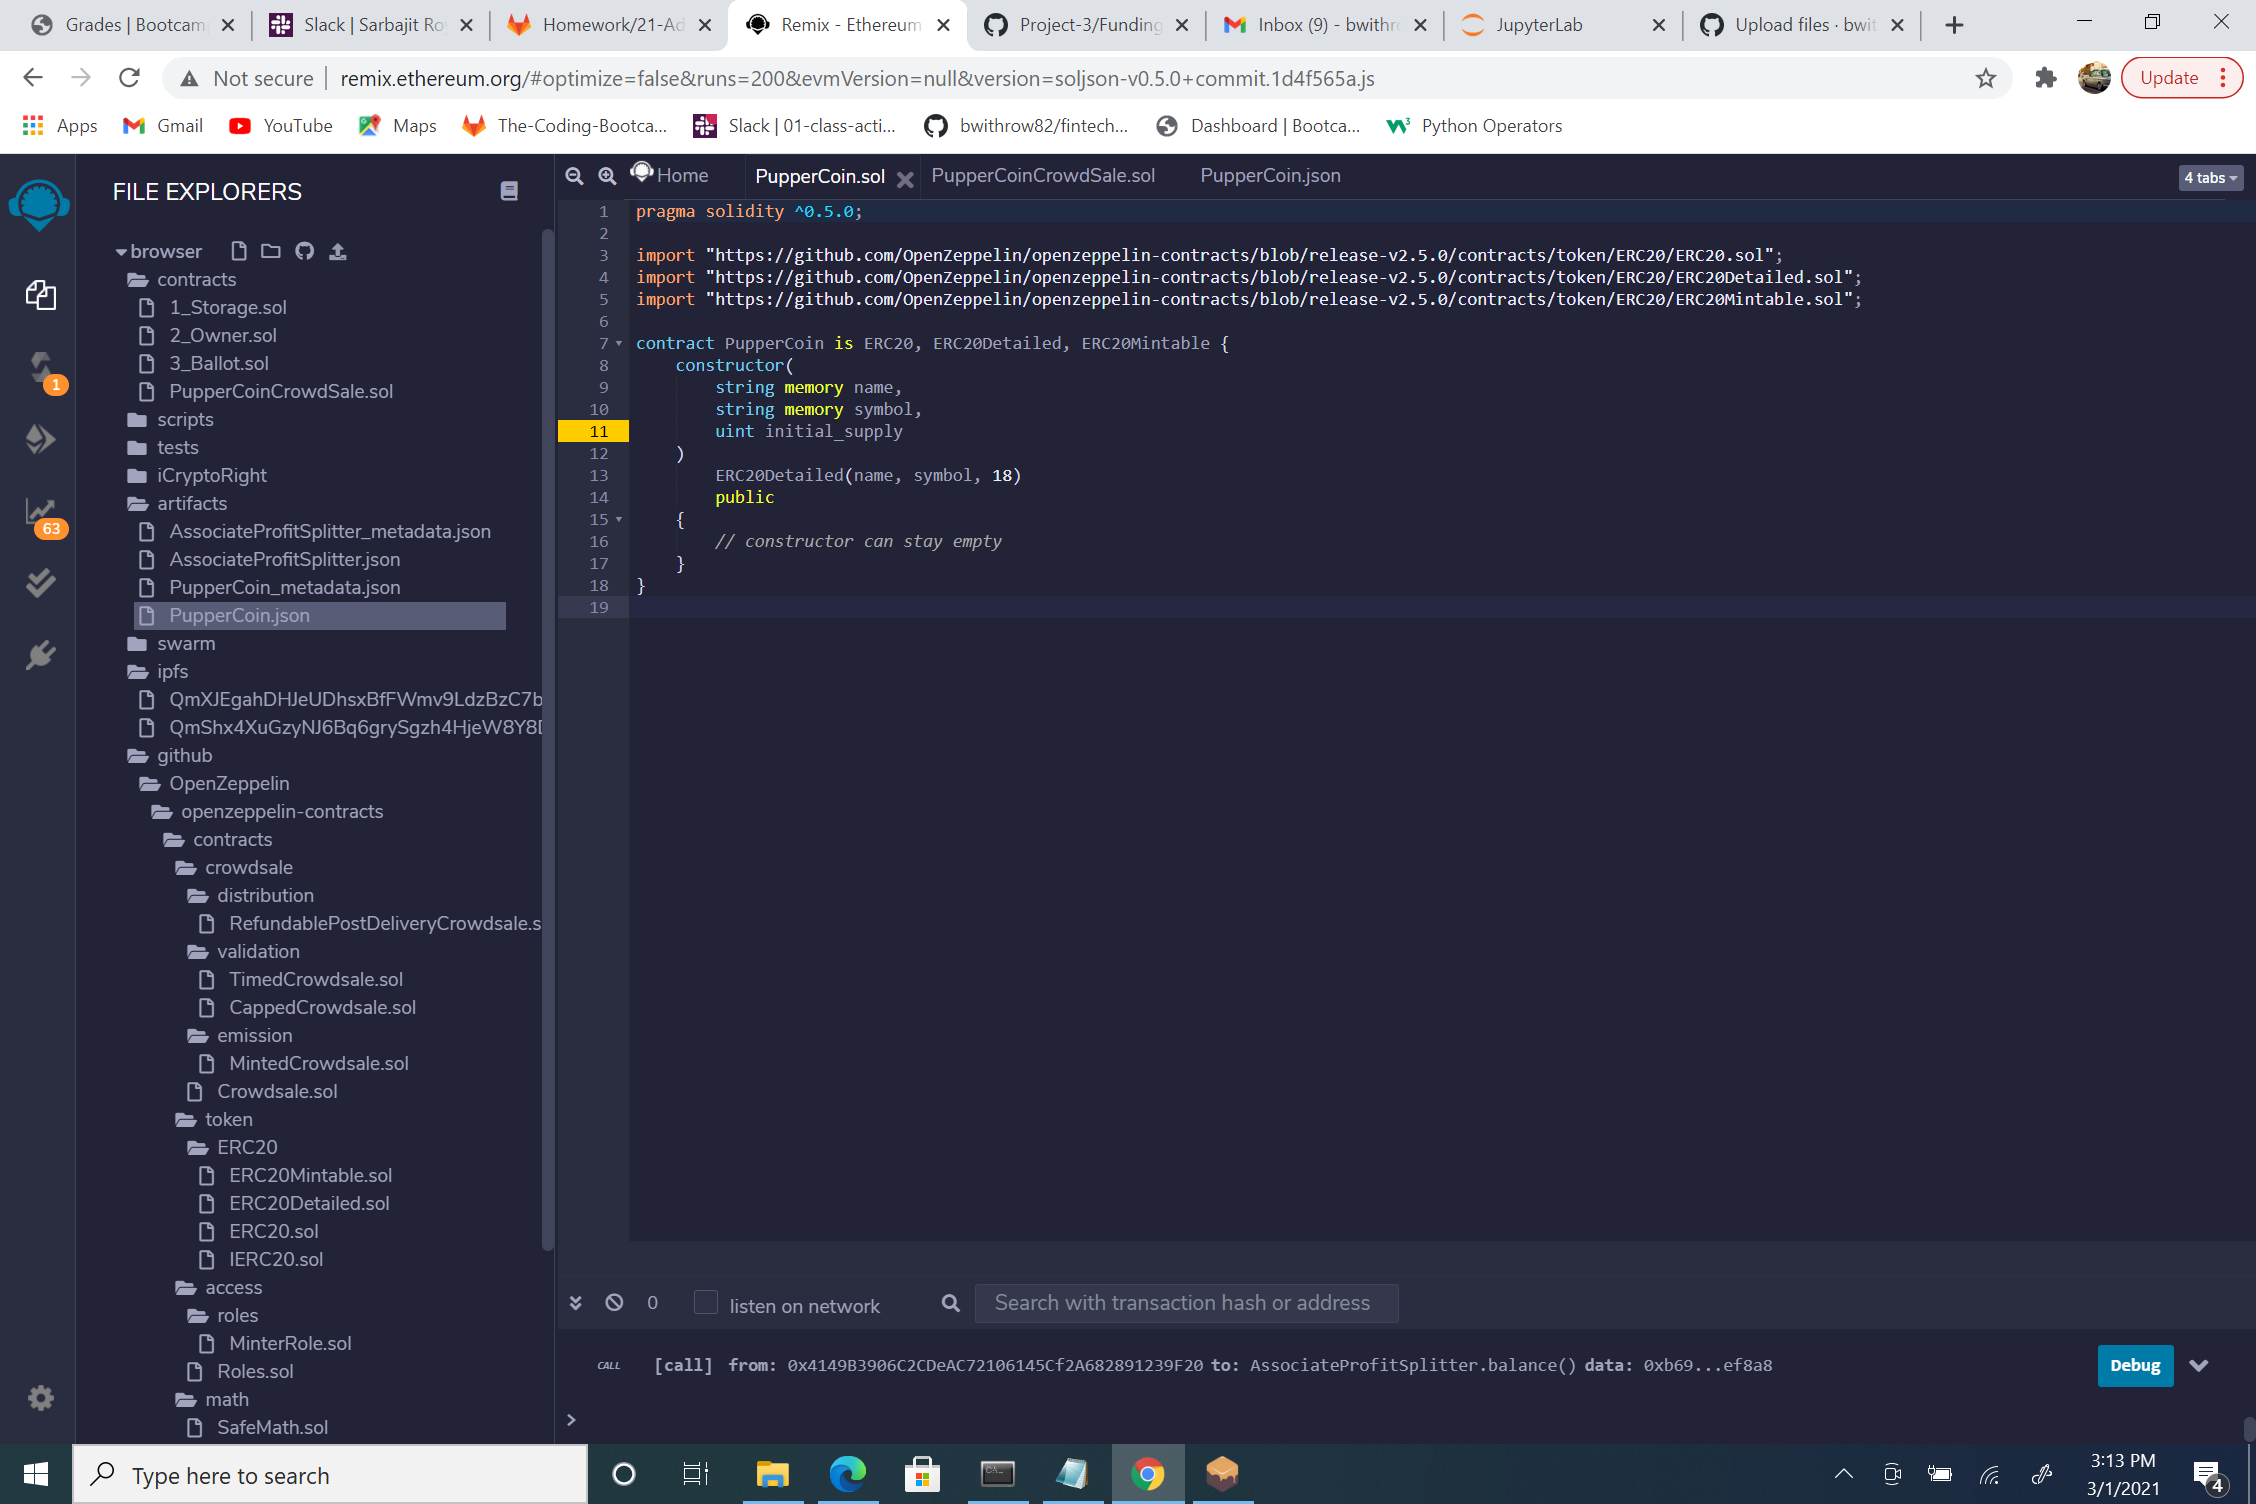 Grades | Bootcam
Slack | Sarbajit Ro
Homework/21-Ad
Remix - Ethereum
Project-3/Funding
Inbox (9) - bwithro
JupyterLab
Upload files · bwit
Not secure
remix.ethereum.org/#optimize=false&runs=200&evmVersion=null&version=soljson-v0.5.0+commit.1d4f565a.js
Update
Apps
Gmail
YouTube
Maps
The-Coding-Bootca...
Slack | 01-class-acti...
bwithrow82/fintech...
Dashboard | Bootca...
Python Operators
FILE EXPLORERS
browser
contracts
1_Storage.sol
2_Owner.sol
3_Ballot.sol
PupperCoinCrowdSale.sol
scripts
tests
iCryptoRight
artifacts
AssociateProfitSplitter_metadata.json
AssociateProfitSplitter.json
PupperCoin_metadata.json
PupperCoin.json
swarm
ipfs
QmXJEgahDHJeUDhsxBfFWmv9LdzBzC7b
QmShx4XuGzyNJ6Bq6grySgzh4HjeW8Y8D
github
OpenZeppelin
openzeppelin-contracts
contracts
crowdsale
distribution
RefundablePostDeliveryCrowdsale.s
validation
TimedCrowdsale.sol
CappedCrowdsale.sol
emission
MintedCrowdsale.sol
Crowdsale.sol
token
ERC20
ERC20Mintable.sol
ERC20Detailed.sol
ERC20.sol
IERC20.sol
access
roles
MinterRole.sol
Roles.sol
math
SafeMath.sol
1
63
Home
PupperCoin.sol
PupperCoinCrowdSale.sol
PupperCoin.json
4 tabs
1 pragma solidity ^0.5.0;
2
3 import "https://github.com/OpenZeppelin/openzeppelin-contracts/blob/release-v2.5.0/contracts/token/ERC20/ERC20.sol";
4 import "https://github.com/OpenZeppelin/openzeppelin-contracts/blob/release-v2.5.0/contracts/token/ERC20/ERC20Detailed.sol";
5 import "https://github.com/OpenZeppelin/openzeppelin-contracts/blob/release-v2.5.0/contracts/token/ERC20/ERC20Mintable.sol";
6
7 contract PupperCoin is ERC20, ERC20Detailed, ERC20Mintable {
8 constructor(
9 string memory name,
10 string memory symbol,
11 uint initial_supply
12 )
13 ERC20Detailed(name, symbol, 18)
14 public
15 {
16 // constructor can stay empty
17 }
18 }
19
0
listen on network
Search with transaction hash or address
CALL [call] from: 0x4149B3906C2CDeAC72106145Cf2A682891239F20 to: AssociateProfitSplitter.balance() data: 0xb69...ef8a8
Debug
>
Type here to search
3:13 PM
3/1/2021
4